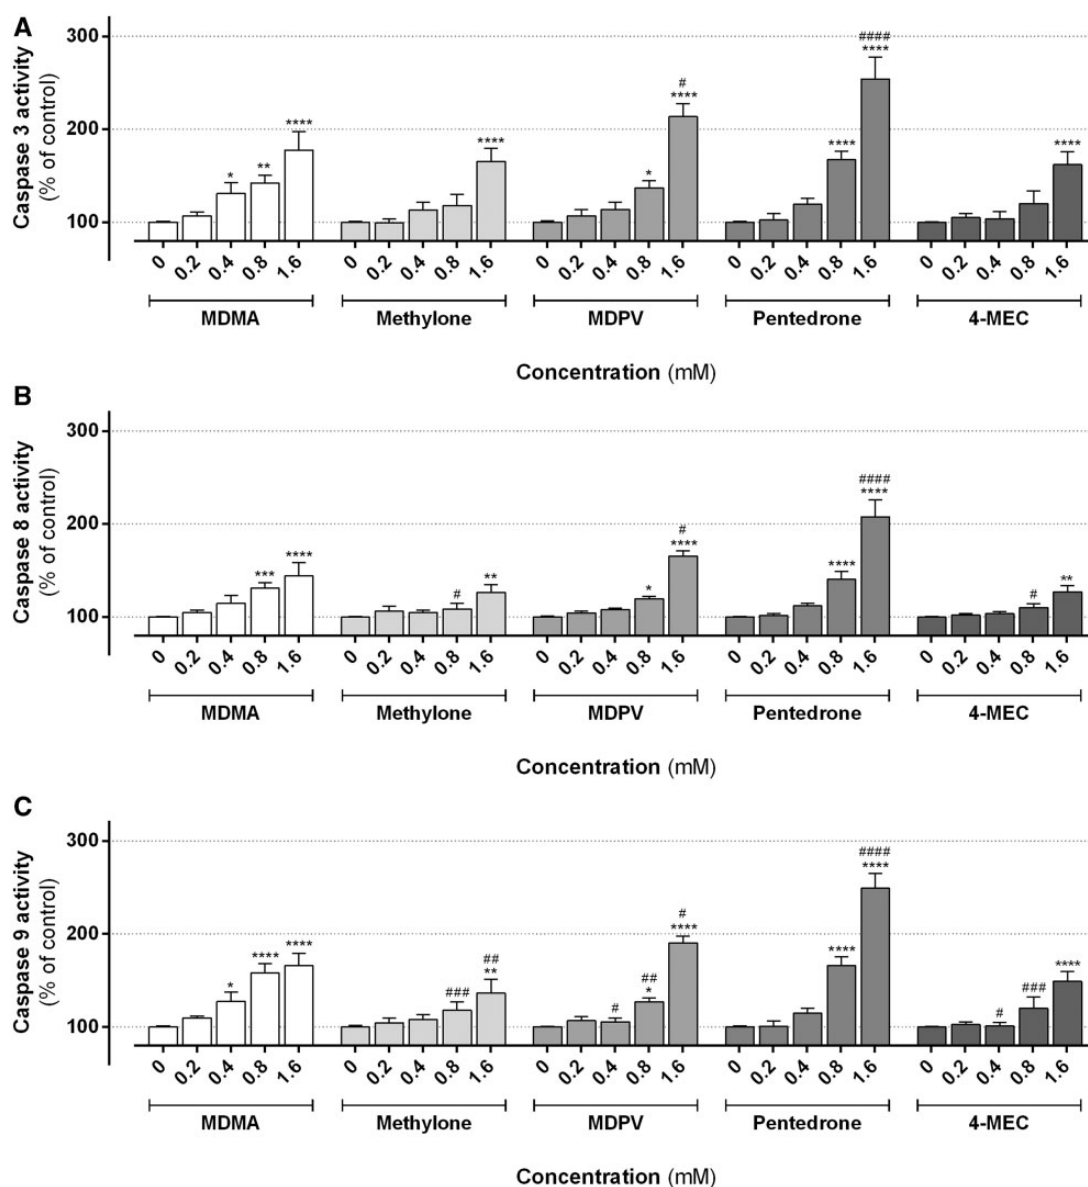 A
Caspase 3 activity
(% of control)
300
200
100
****
**
*
****
#
****
*
####
****
****
****
0 0.2 0.4 0.8 1.6 0 0.2 0.4 0.8 1.6 0 0.2 0.4 0.8 1.6 0 0.2 0.4 0.8 1.6 0 0.2 0.4 0.8 1.6
MDMA Methylone MDPV Pentedrone 4-MEC
Concentration (mM)
B
Caspase 8 activity
(% of control)
300
200
100
****
***
#
**
#
****
*
####
****
****
#
**
0 0.2 0.4 0.8 1.6 0 0.2 0.4 0.8 1.6 0 0.2 0.4 0.8 1.6 0 0.2 0.4 0.8 1.6 0 0.2 0.4 0.8 1.6
MDMA Methylone MDPV Pentedrone 4-MEC
Concentration (mM)
C
Caspase 9 activity
(% of control)
300
200
100
*
****
****
###
##
**
#
##
*
#
****
****
####
****
#
###
****
0 0.2 0.4 0.8 1.6 0 0.2 0.4 0.8 1.6 0 0.2 0.4 0.8 1.6 0 0.2 0.4 0.8 1.6 0 0.2 0.4 0.8 1.6
MDMA Methylone MDPV Pentedrone 4-MEC
Concentration (mM)